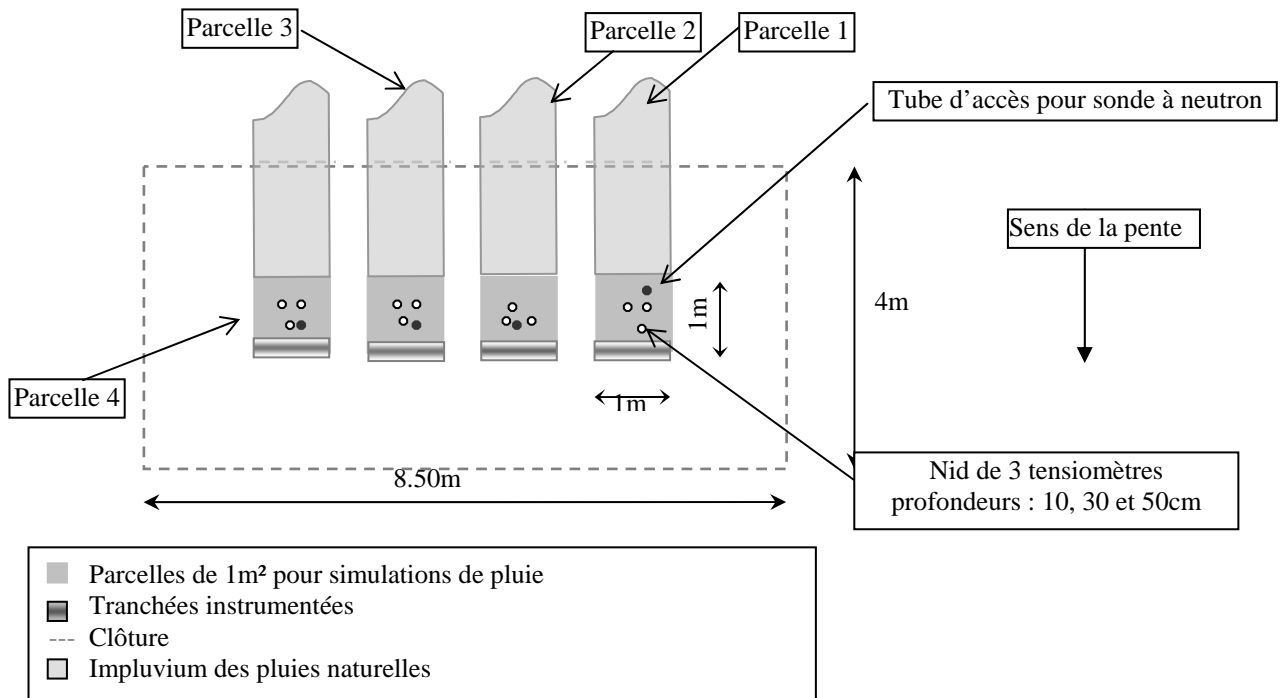 Parcelle 3
Parcelle 2
Parcelle 1
Tube d’accès pour sonde à neutron
Sens de la pente
4m
1m
1m
Parcelle 4
8.50m
Nid de 3 tensiomètres
profondeurs : 10, 30 et 50cm
Parcelles de 1m² pour simulations de pluie
Tranchées instrumentées
Clôture
Impluvium des pluies naturelles